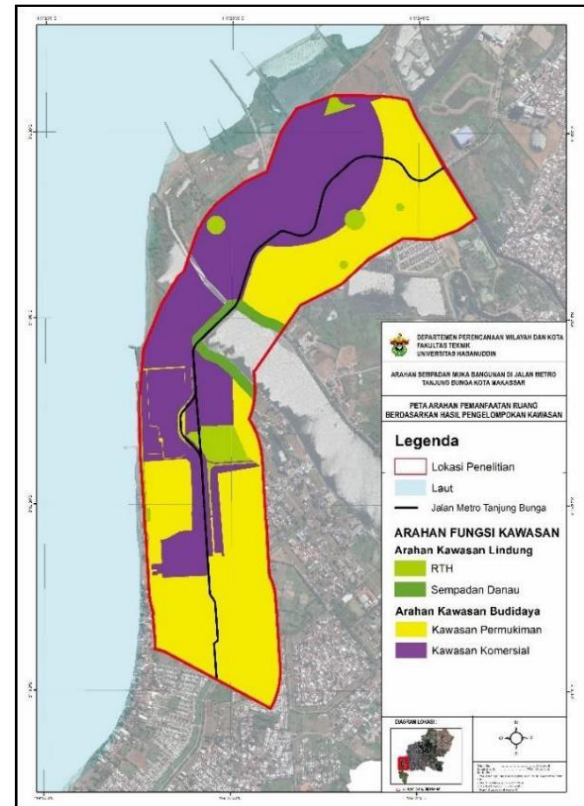 DEPARTEMEN PERENCANAAN WILAYAH DAN KOTA
FAKULTAS TEKNIK
UNIVERSITAS HASANUDDIN
ARAHAN SEMPADAN MUKA BANGUNAN DI JALAN METRO
TANJUNG BUNGA KOTA MAKASSAR
PETA ARAHAN PEMANFAATAN RUANG
BERDASARKAN HASIL PENGELOMPOKAN KAWASAN
Legenda
Lokasi Penelitian
Laut
Jalan Metro Tanjung Bunga
ARAHAN FUNGSI KAWASAN
Arahan Kawasan Lindung
RTH
Sempadan Danau
Arahan Kawasan Budidaya
Kawasan Permukiman
Kawasan Komersial
DIAGRAM LOKASI: